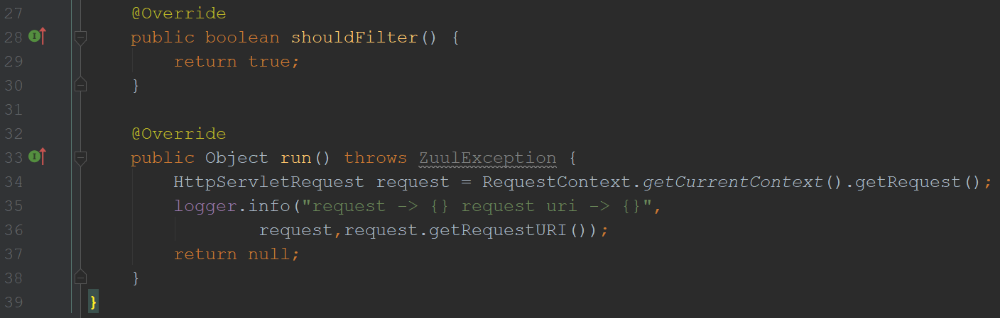 27 @Override
28 public boolean shouldFilter() {
29 return true;
30 }
31
32 @Override
33 public Object run() throws ZuulException {
34 HttpServletRequest request = RequestContext.getCurrentContext().getRequest();
35 logger.info("request -> {} request uri -> {}",
36 request,request.getRequestURI());
37 return null;
38 }
39 }